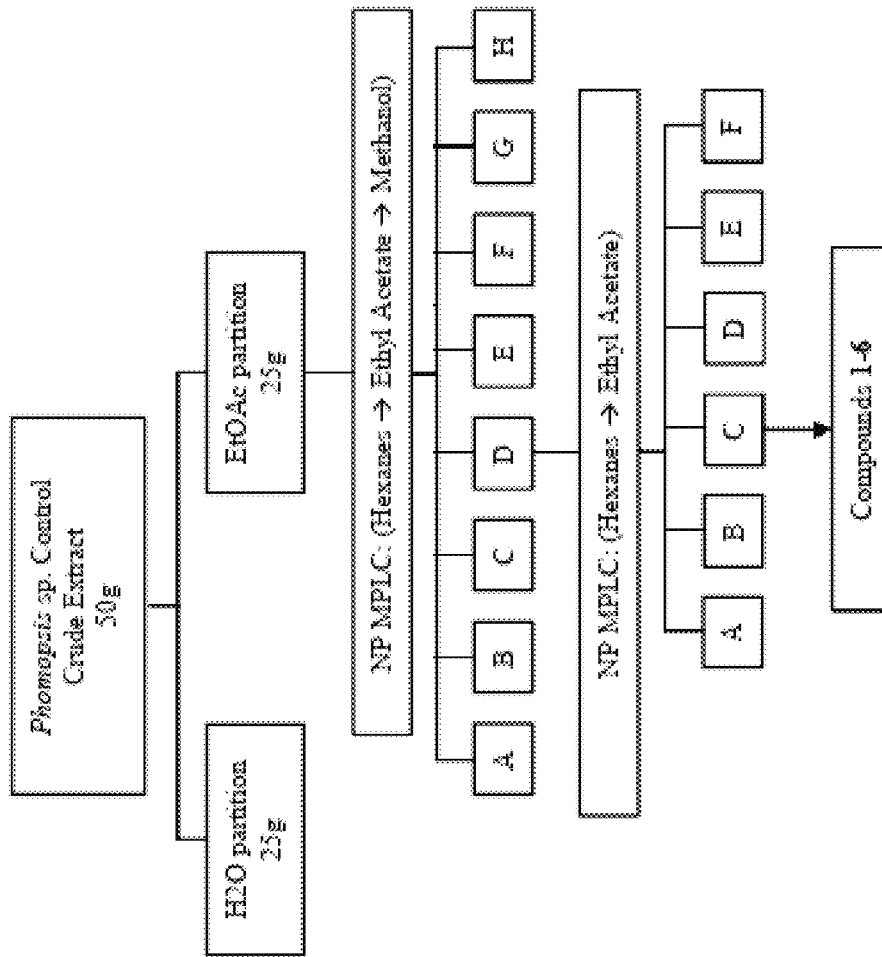 Phomopsis sp. Control
Crude Extract
50g
H2O partition
25g
EtOAc partition
25g
NP MPLC: (Hexanes → Ethyl Acetate → Methanol)
A
B
C
D
E
F
G
H
NP MPLC: (Hexanes → Ethyl Acetate)
A
B
C
D
E
F
Compounds 1-6